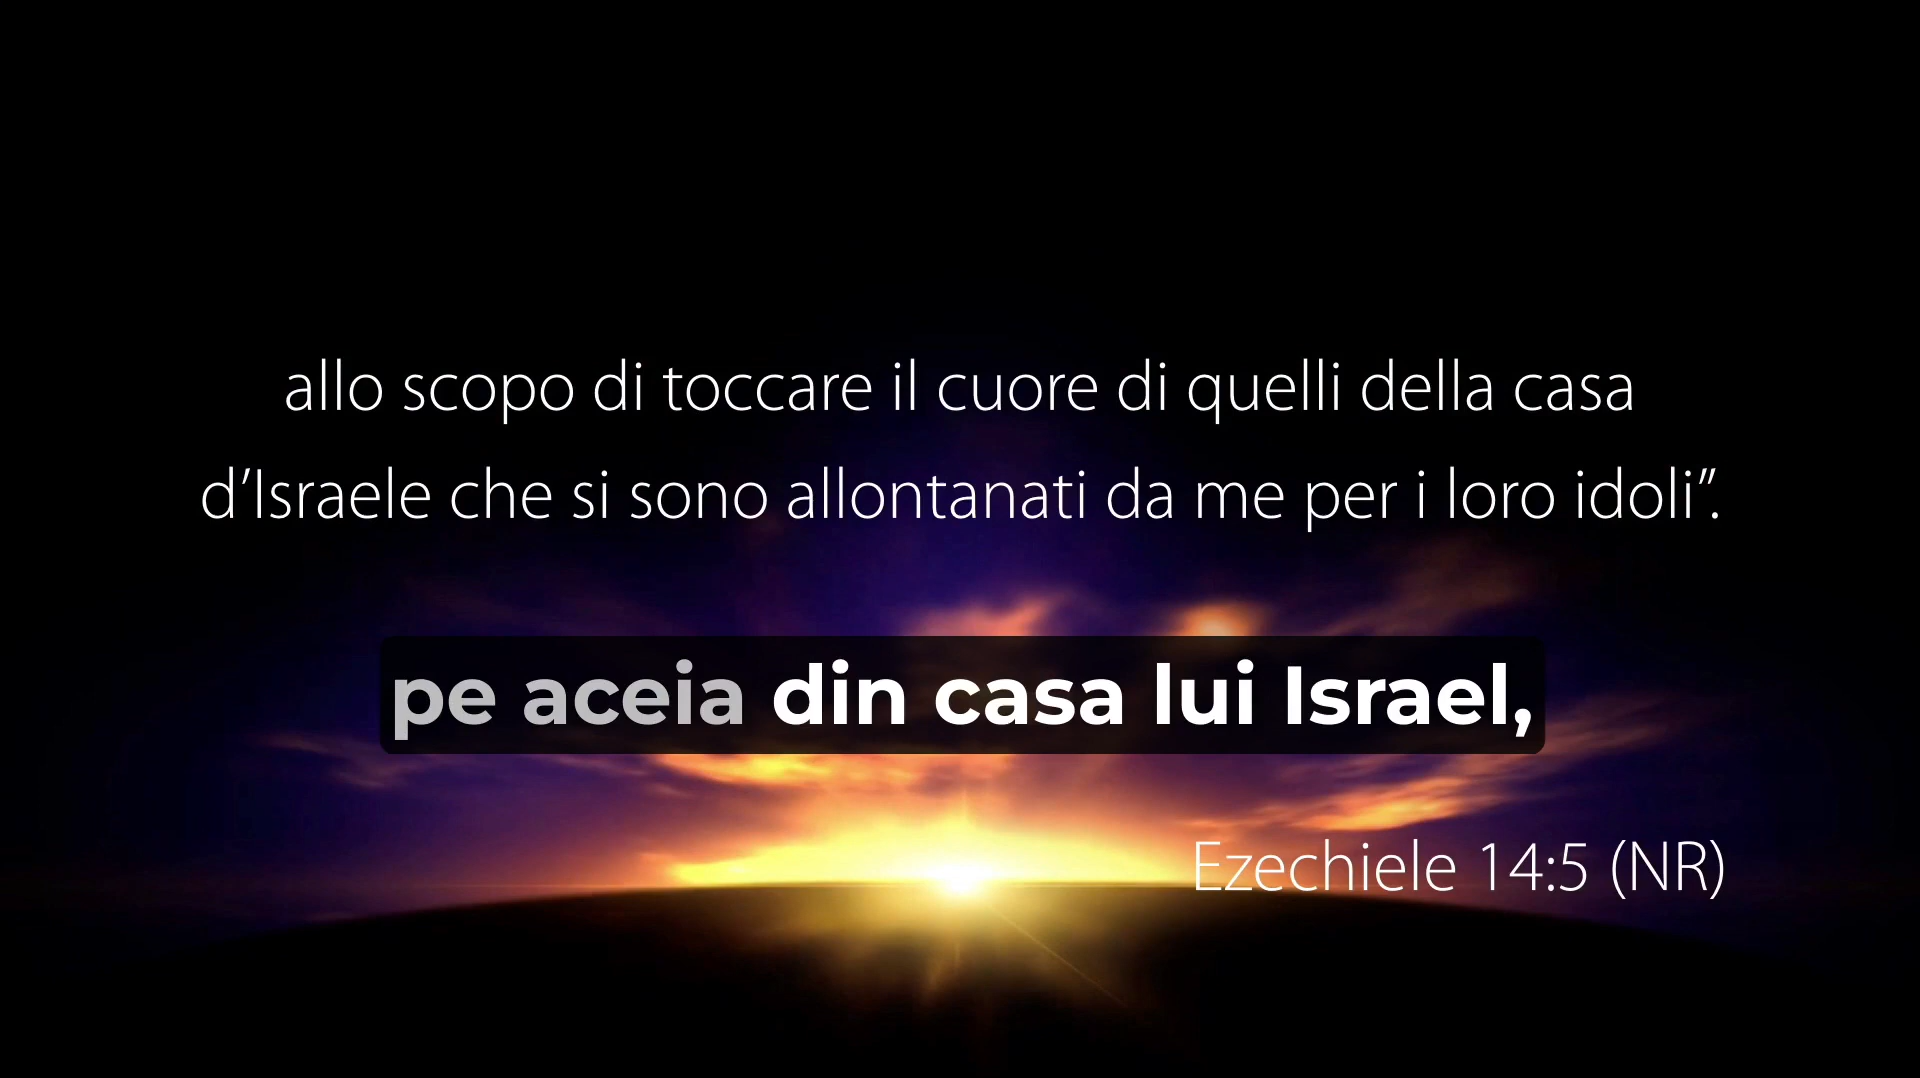 allo scopo di toccare il cuore di quelli della casa
d’Israele che si sono allontanati da me per i loro idoli”.
pe aceia din casa lui Israel,
Ezechiele 14:5 (NR)